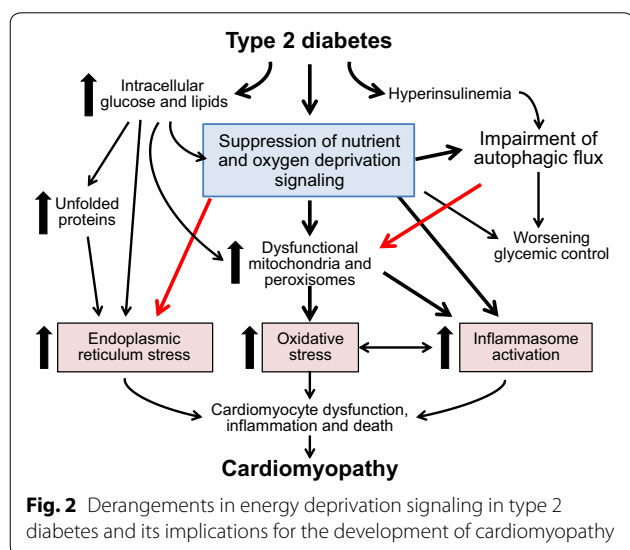 Type 2 diabetes
Intracellular
glucose and lipids
Hyperinsulinemia
Suppression of nutrient
and oxygen deprivation
signaling
Impairment of
autophagic flux
Unfolded
proteins
Dysfunctional
mitochondria and
peroxisomes
Worsening
glycemic control
Endoplasmic
reticulum stress
Oxidative
stress
Inflammasome
activation
Cardiomyocyte dysfunction,
inflammation and death
Cardiomyopathy
Fig. 2 Derangements in energy deprivation signaling in type 2
diabetes and its implications for the development of cardiomyopathy